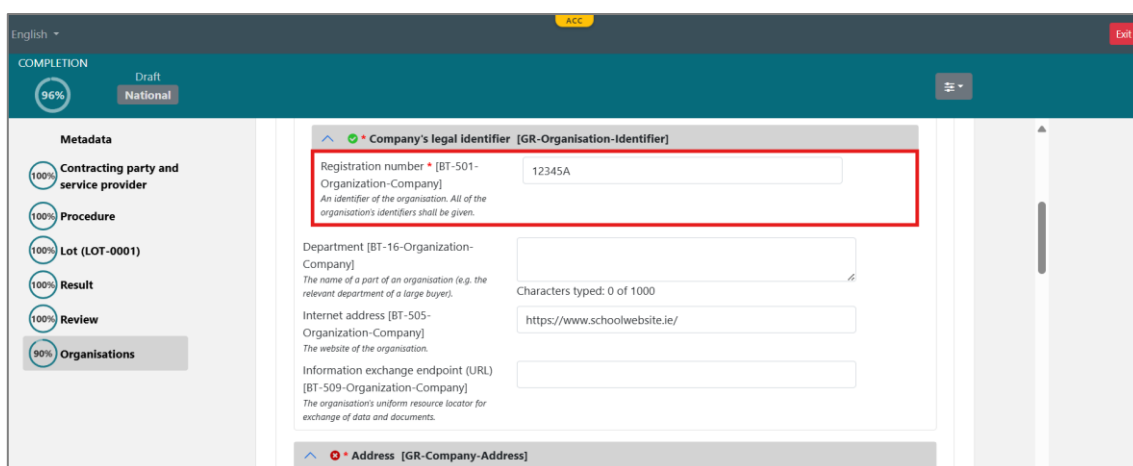 ACC
English
Exit
COMPLETION
96%
Draft
National
Metadata
100% Contracting party and
service provider
100% Procedure
100% Lot (LOT-0001)
100% Result
100% Review
90% Organisations
* Company's legal identifier [GR-Organisation-Identifier]
Registration number * [BT-501-
Organization-Company]
An identifier of the organisation. All of the
organisation's identifiers shall be given.
12345A
Department [BT-16-Organization-
Company]
The name of a part of an organisation (e.g. the
relevant department of a large buyer).
Characters typed: 0 of 1000
Internet address [BT-505-
Organization-Company]
The website of the organisation.
https://www.schoolwebsite.ie/
Information exchange endpoint (URL)
[BT-509-Organization-Company]
The organisation's uniform resource locator for
exchange of data and documents.
* Address [GR-Company-Address]